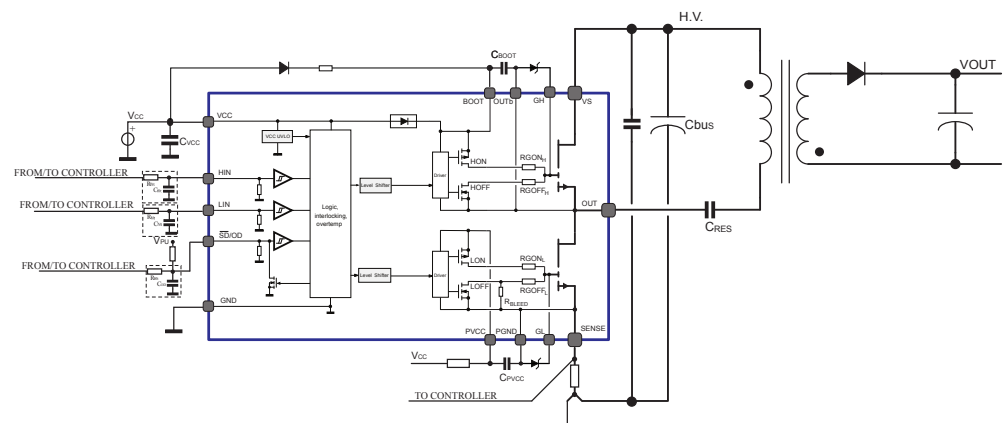 H.V.
CBOOT
VOUT
BOOT OUTb GH VS
VCC
VCC
CVCC
VCC UVLO
Cbus
HON
RGONH
Driver
FROM/TO CONTROLLER
HIN
Level Shifter
HOFF
RGOFFH
FROM/TO CONTROLLER
LIN
Logic,
interlocking,
overtemp
OUT
CRES
VPU
SD/OD
FROM/TO CONTROLLER
LON
RGONL
Level Shifter
Driver
LOFF
RGOFFL
RBLEED
GND
PVCC PGND GL SENSE
VCC
CPVCC
TO CONTROLLER